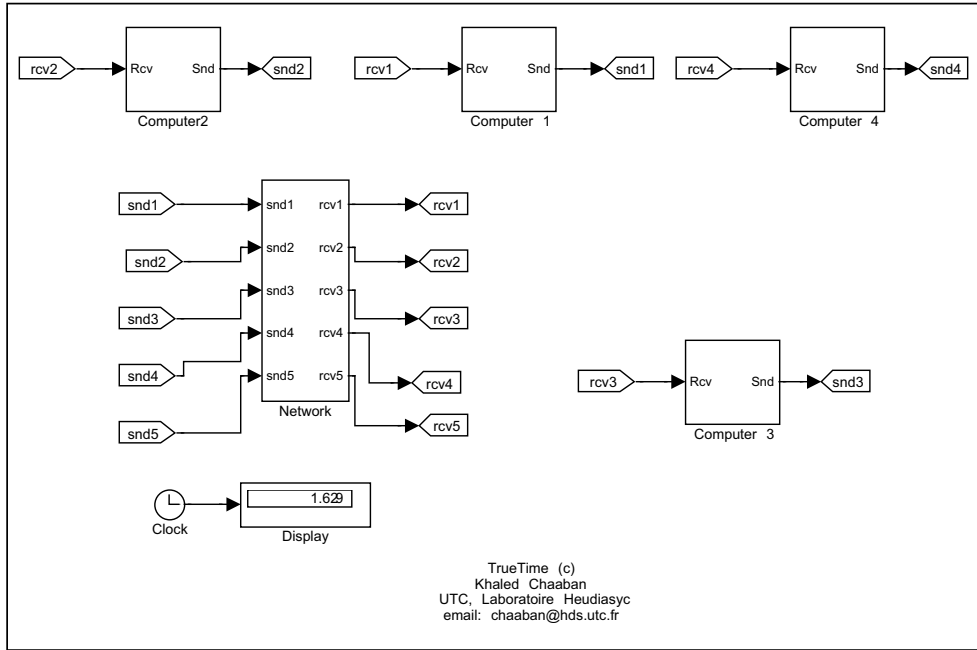 rcv2
Rcv
Snd
snd2
Computer2
rcv1
Rcv
Snd
snd1
Computer 1
rcv4
Rcv
Snd
snd4
Computer 4
snd1
snd2
snd3
snd4
snd5
snd1
snd2
snd3
snd4
snd5
rcv1
rcv2
rcv3
rcv4
rcv5
Network
rcv1
rcv2
rcv3
rcv4
rcv5
rcv3
Rcv
Snd
snd3
Computer 3
Clock
1.629
Display
TrueTime (c)
Khaled Chaaban
UTC, Laboratoire Heudiasyc
email: chaaban@hds.utc.fr